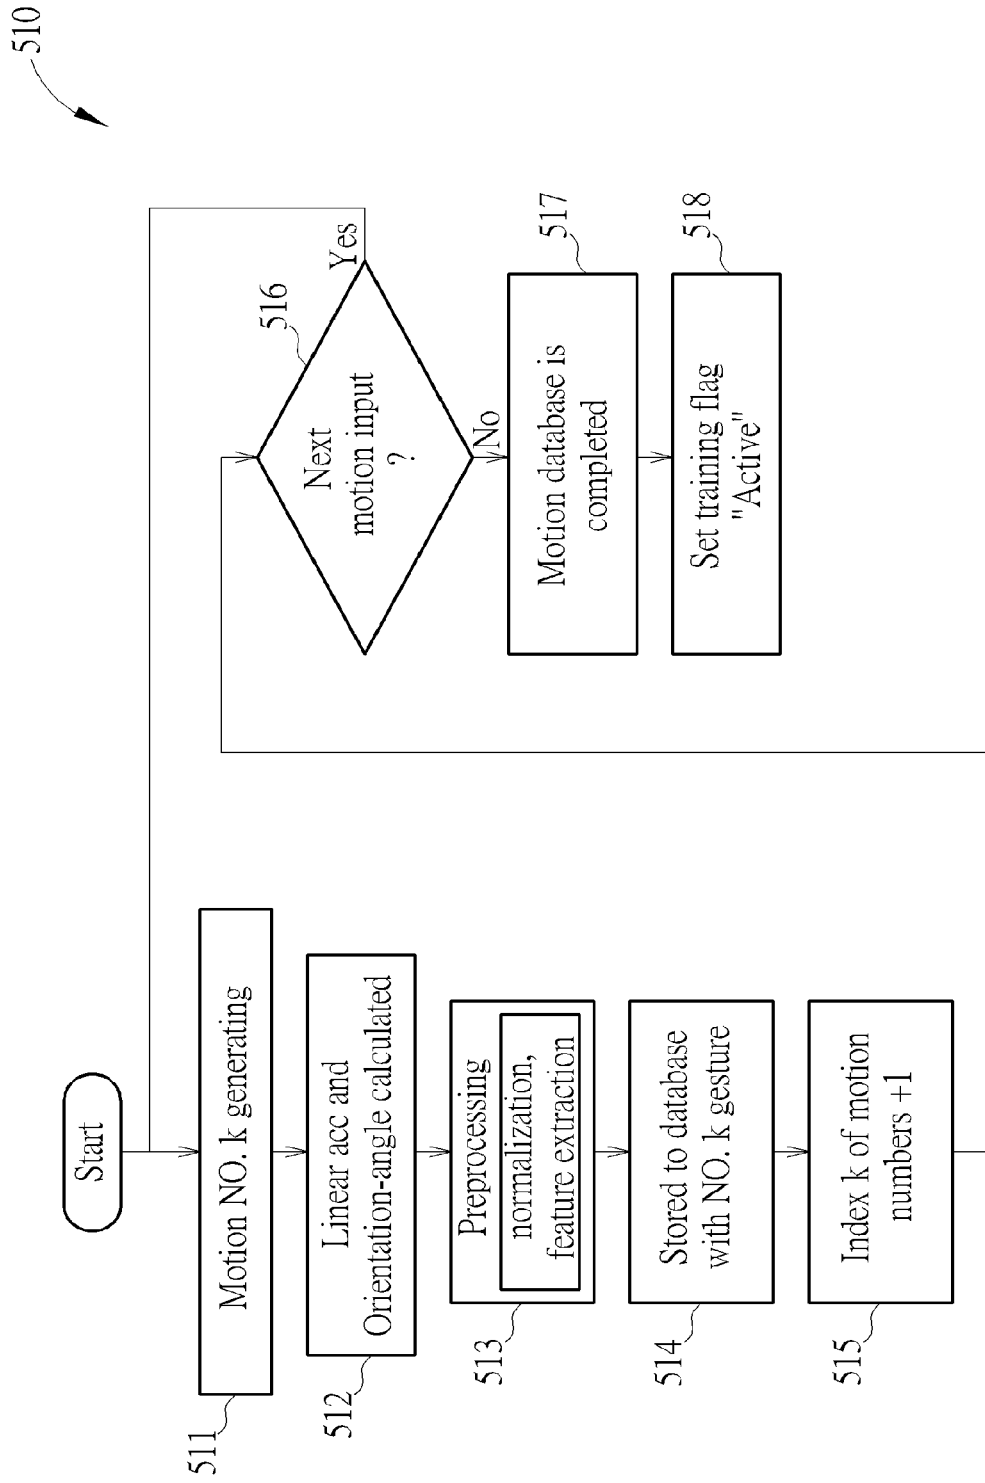 510
Start
511
Motion NO. k generating
512
Linear acc and
Orientation-angle calculated
513
Preprocessing
normalization,
feature extraction
514
Stored to database
with NO. k gesture
515
Index k of motion
numbers +1
516
Next
motion input
?
Yes
No
517
Motion database is
completed
518
Set training flag
"Active"